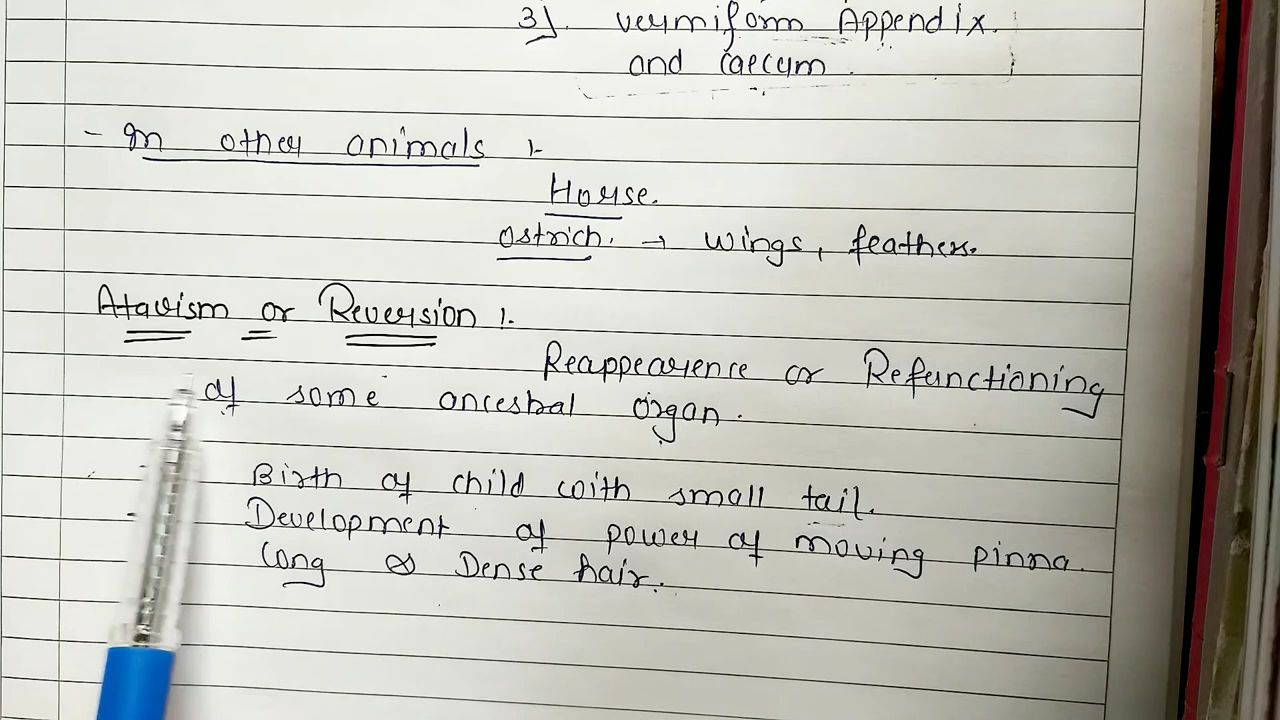 3). Vermiform Appendix.
and Caecum.
- In other animals :-
Horse.
Ostrich. → wings, feathers.
Atavism or Reversion :-
Reappearence or Refunctioning
of some ancestral organ.
Birth of child with small tail.
Development of power of moving pinna.
Long & Dense hair.